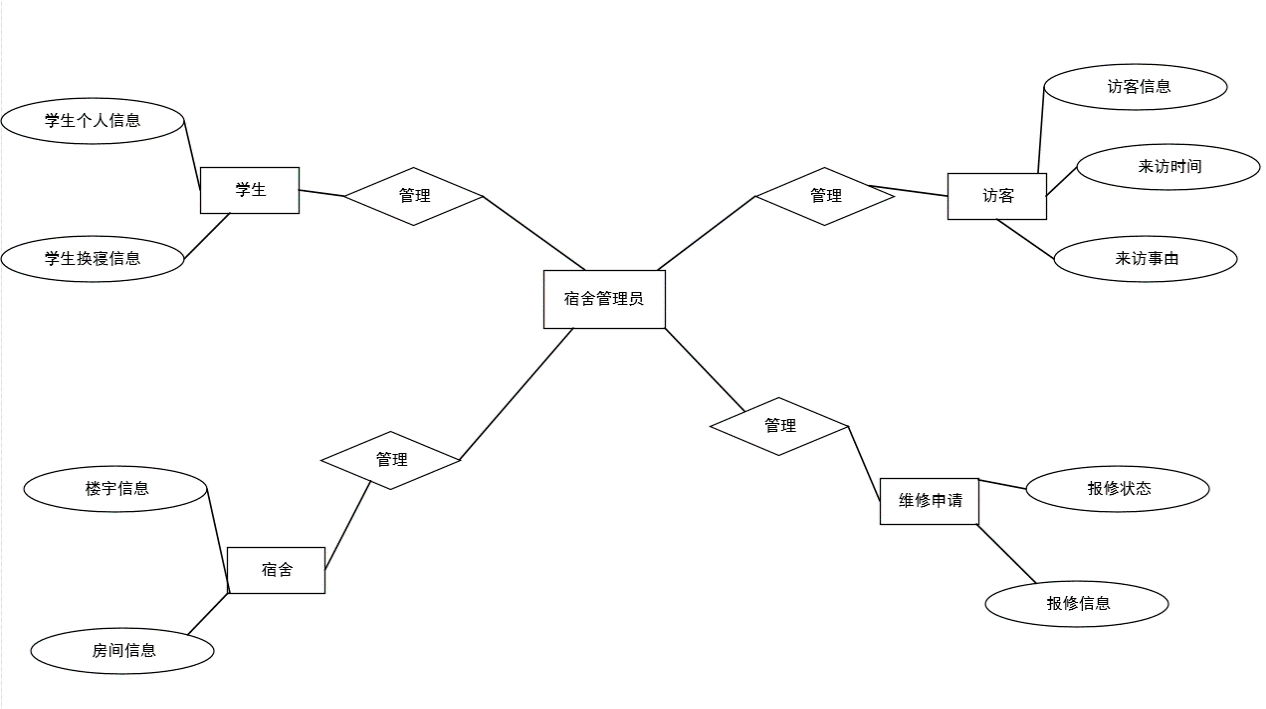 访客信息
学生个人信息
来访时间
学生
管理
管理
访客
学生换寝信息
来访事由
宿舍管理员
管理
管理
楼宇信息
报修状态
维修申请
宿舍
报修信息
房间信息